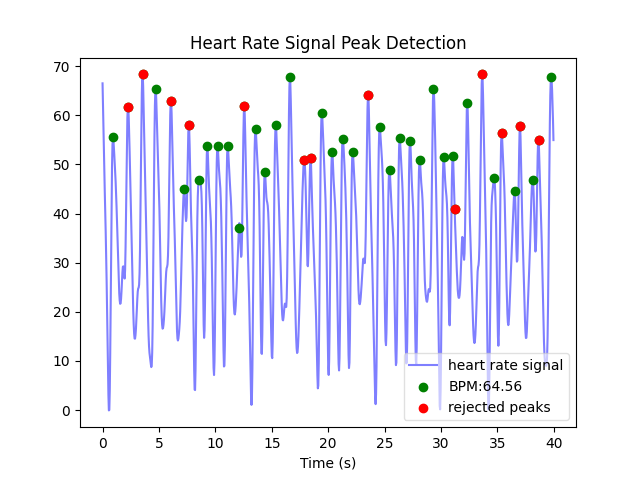 Heart Rate Signal Peak Detection
70
60
50
40
30
20
10
0
heart rate signal
BPM:64.56
rejected peaks
0 5 10 15 20 25 30 35 40
Time (s)